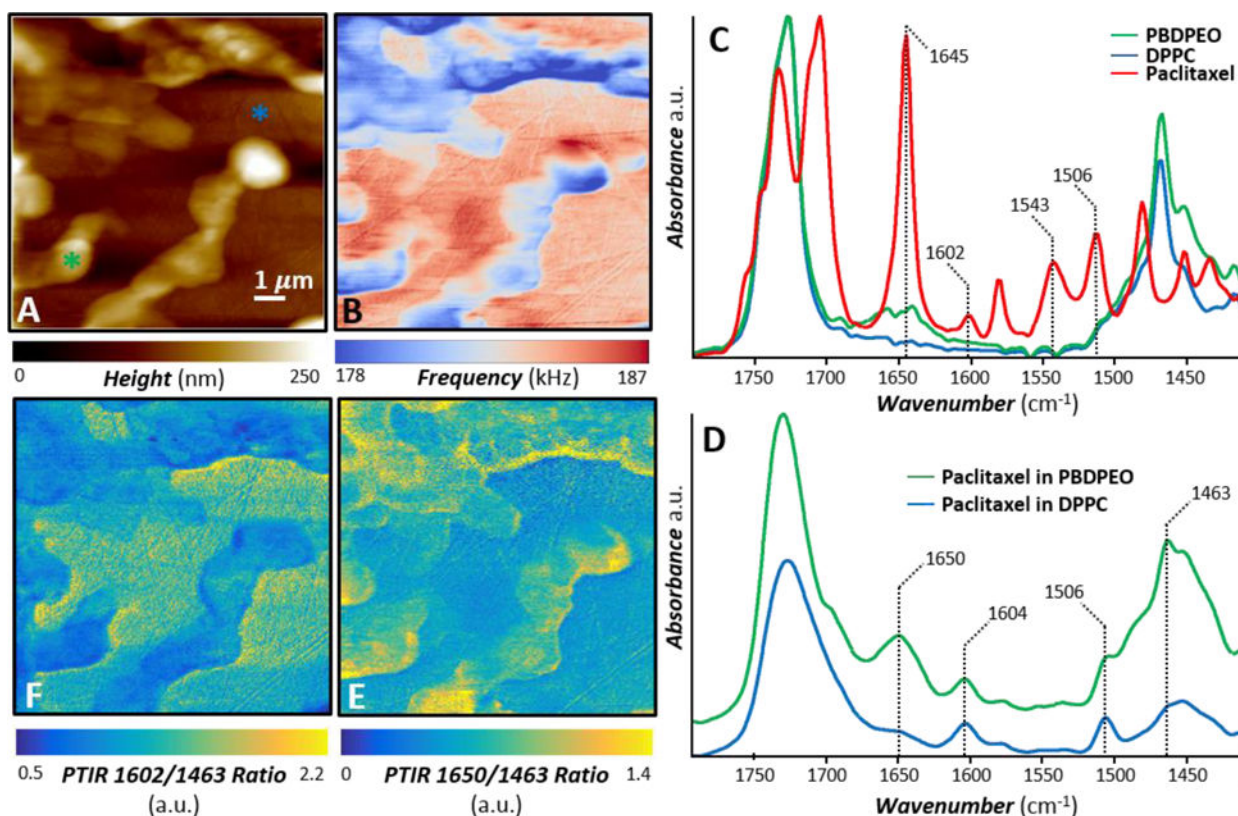 A
*
*
1 μm
0
Height (nm)
250
B
178
Frequency (kHz)
187
C
PBDPEO
DPPC
Paclitaxel
1645
1602
1543
1506
Absorbance a.u.
1750
1700
1650
1600
1550
1500
1450
Wavenumber (cm-1)
F
0.5
PTIR 1602/1463 Ratio
2.2
(a.u.)
E
0
PTIR 1650/1463 Ratio
1.4
(a.u.)
D
Paclitaxel in PBDPEO
Paclitaxel in DPPC
1650
1604
1506
1463
Absorbance a.u.
1750
1700
1650
1600
1550
1500
1450
Wavenumber (cm-1)